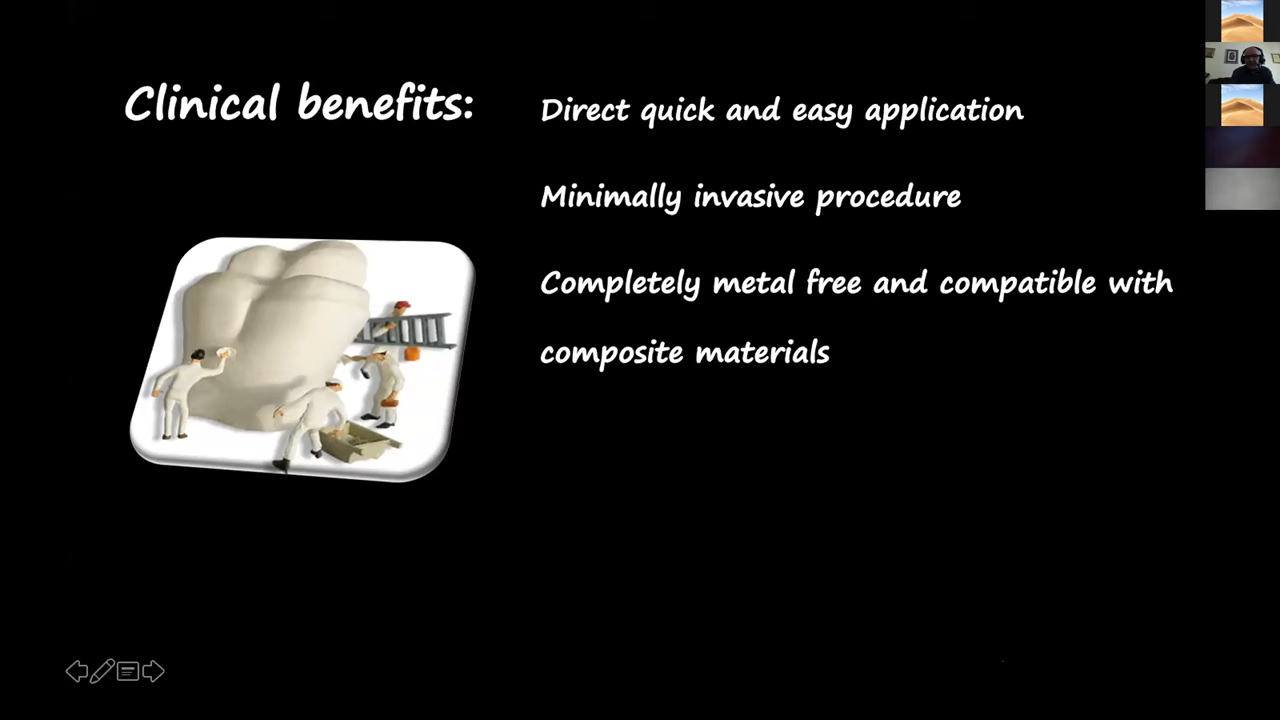 Clinical benefits:
Direct quick and easy application
Minimally invasive procedure
Completely metal free and compatible with
composite materials